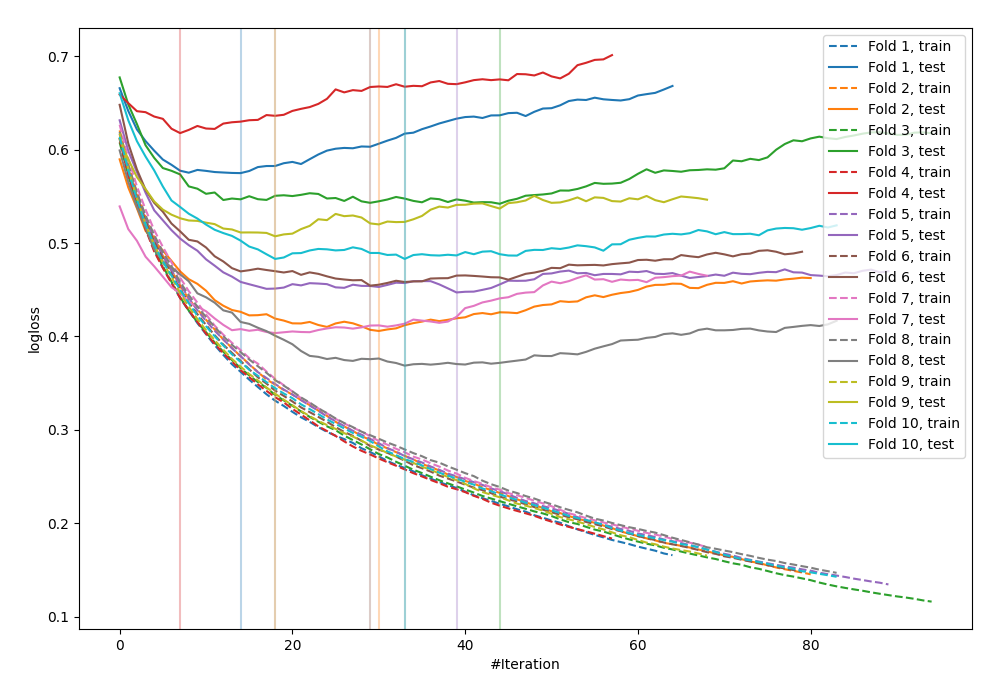 0.7
0.6
0.5
0.4
0.3
0.2
0.1
logloss
0
20
40
60
80
#Iteration
Fold 1, train
Fold 1, test
Fold 2, train
Fold 2, test
Fold 3, train
Fold 3, test
Fold 4, train
Fold 4, test
Fold 5, train
Fold 5, test
Fold 6, train
Fold 6, test
Fold 7, train
Fold 7, test
Fold 8, train
Fold 8, test
Fold 9, train
Fold 9, test
Fold 10, train
Fold 10, test